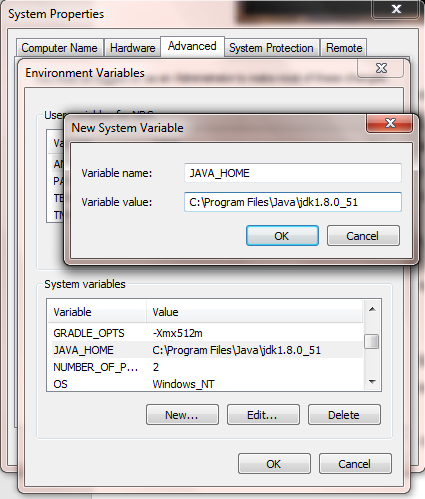 System Properties
Computer Name Hardware Advanced System Protection Remote
Environment Variables
New System Variable
Variable name: JAVA_HOME
Variable value: C:\Program Files\Java\jdk1.8.0_51
OK Cancel
System variables
Variable Value
GRADLE_OPTS -Xmx512m
JAVA_HOME C:\Program Files\Java\jdk1.8.0_51
NUMBER_OF_P... 2
OS Windows_NT
New... Edit... Delete
OK Cancel